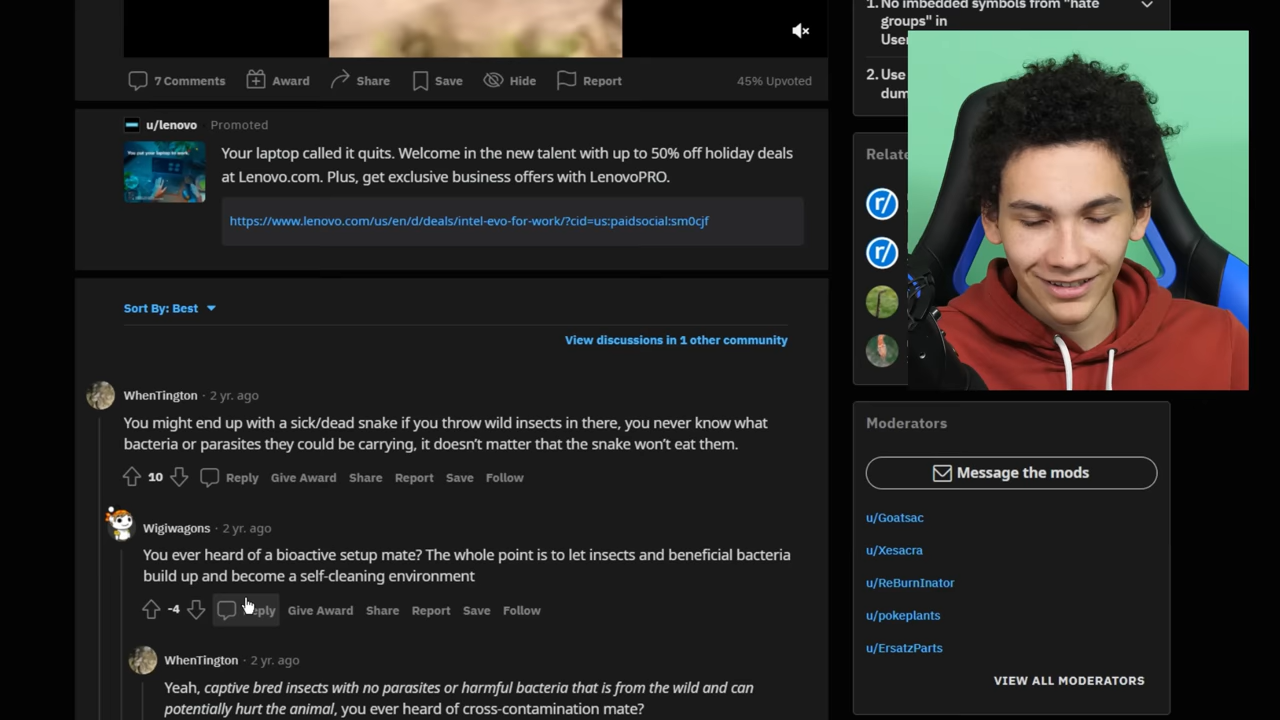 7 Comments
Award
Share
Save
Hide
Report
45% Upvoted
u/lenovo · Promoted
Your laptop called it quits. Welcome in the new talent with up to 50% off holiday deals
at Lenovo.com. Plus, get exclusive business offers with LenovoPRO.
https://www.lenovo.com/us/en/d/deals/intel-evo-for-work/?cid=us:paidsocial:sm0cjf
Sort By: Best
View discussions in 1 other community
WhenTington · 2 yr. ago
You might end up with a sick/dead snake if you throw wild insects in there, you never know what
bacteria or parasites they could be carrying, it doesn’t matter that the snake won’t eat them.
10 Reply Give Award Share Report Save Follow
Wigiwagons · 2 yr. ago
You ever heard of a bioactive setup mate? The whole point is to let insects and beneficial bacteria
build up and become a self-cleaning environment
-4 Reply Give Award Share Report Save Follow
WhenTington · 2 yr. ago
Yeah, captive bred insects with no parasites or harmful bacteria that is from the wild and can
potentially hurt the animal, you ever heard of cross-contamination mate?
1. No imbedded symbols from "hate
groups" in
User
2. Use
dum
Relate
r/
r/
Moderators
Message the mods
u/Goatsac
u/Xesacra
u/ReBurnInator
u/pokeplants
u/ErsatzParts
VIEW ALL MODERATORS